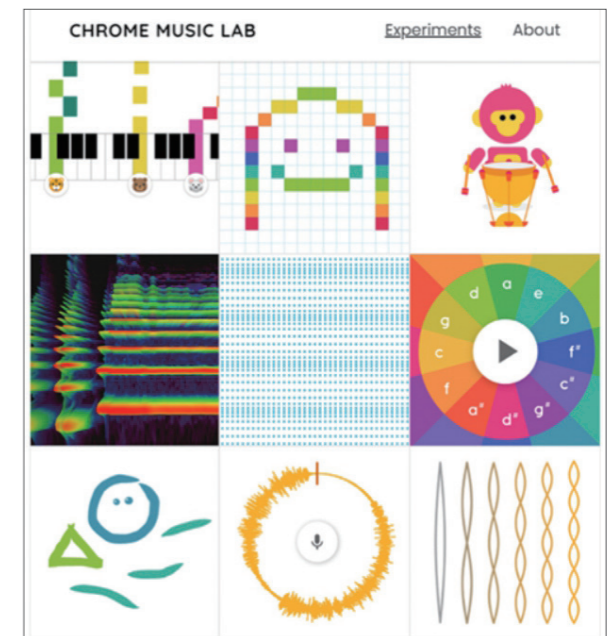 CHROME MUSIC LAB
Experiments About
a
d e
g b
c f#
f c#
a# g#
d#